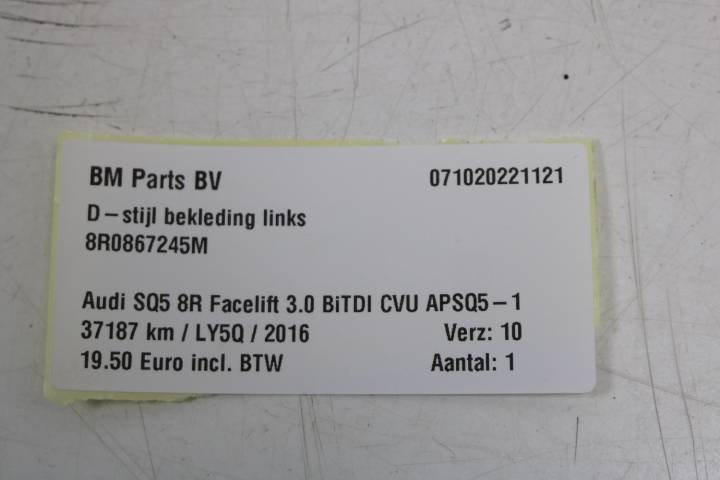 BM Parts BV 071020221121
D-stijl bekleding links
8R0867245M
Audi SQ5 8R Facelift 3.0 BiTDI CVU APSQ5-1
37187 km / LY5Q / 2016 Verz: 10
19.50 Euro incl. BTW Aantal: 1